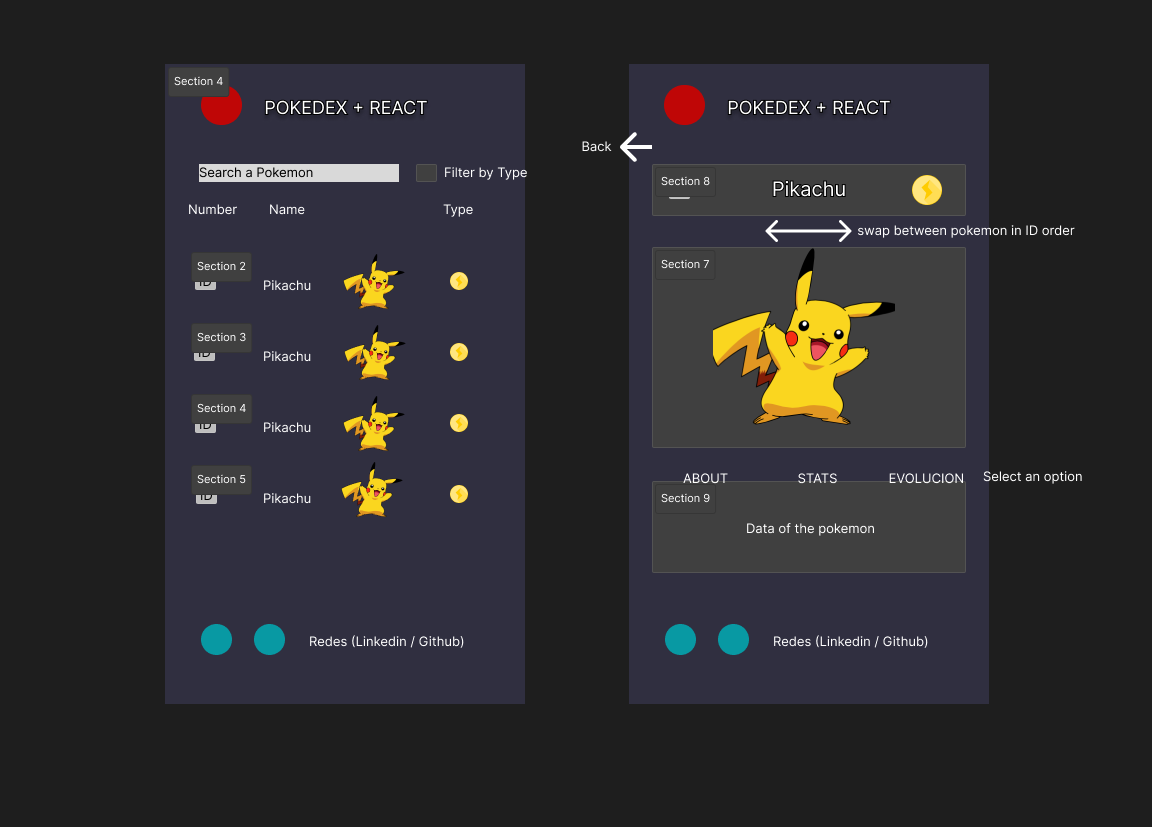 Section 4
POKEDEX + REACT
Search a Pokemon
Filter by Type
Number
Name
Type
Section 2
ID
Pikachu
Section 3
ID
Pikachu
Section 4
ID
Pikachu
Section 5
ID
Pikachu
Redes (Linkedin / Github)
POKEDEX + REACT
Back
Section 8
Pikachu
swap between pokemon in ID order
Section 7
ABOUT
STATS
EVOLUCION
Select an option
Section 9
Data of the pokemon
Redes (Linkedin / Github)